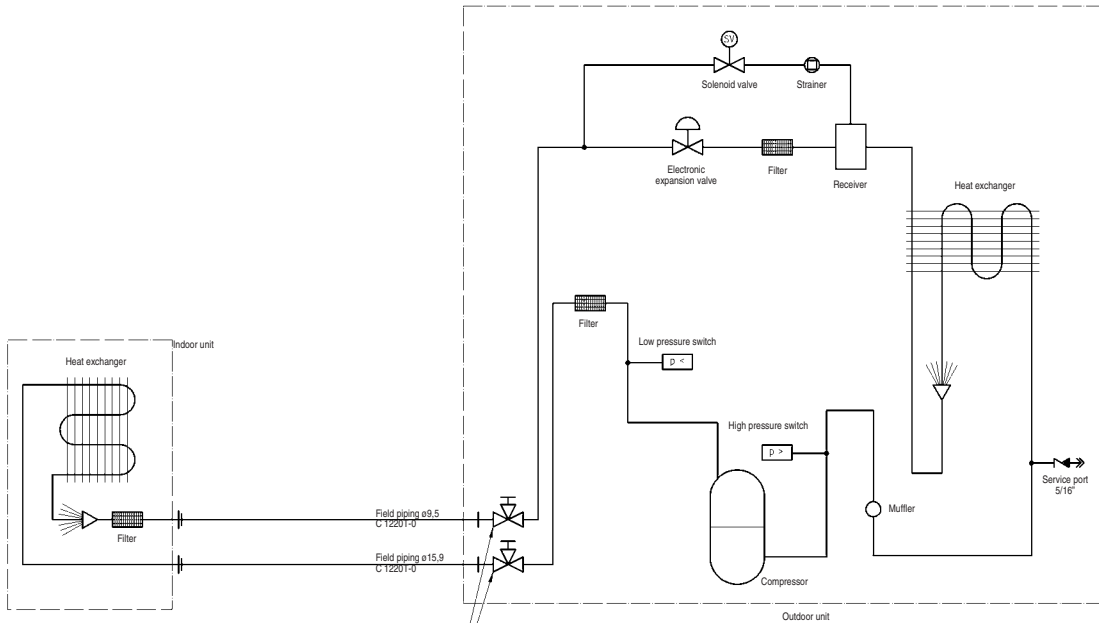 SV
Solenoid valve
Strainer
Electronic
expansion valve
Filter
Receiver
Heat exchanger
Filter
Low pressure switch
p <
Indoor unit
Heat exchanger
High pressure switch
p >
Service port
5/16"
Muffler
Field piping ø9,5
C 1220T-0
Filter
Field piping ø15,9
C 1220T-0
Compressor
Outdoor unit